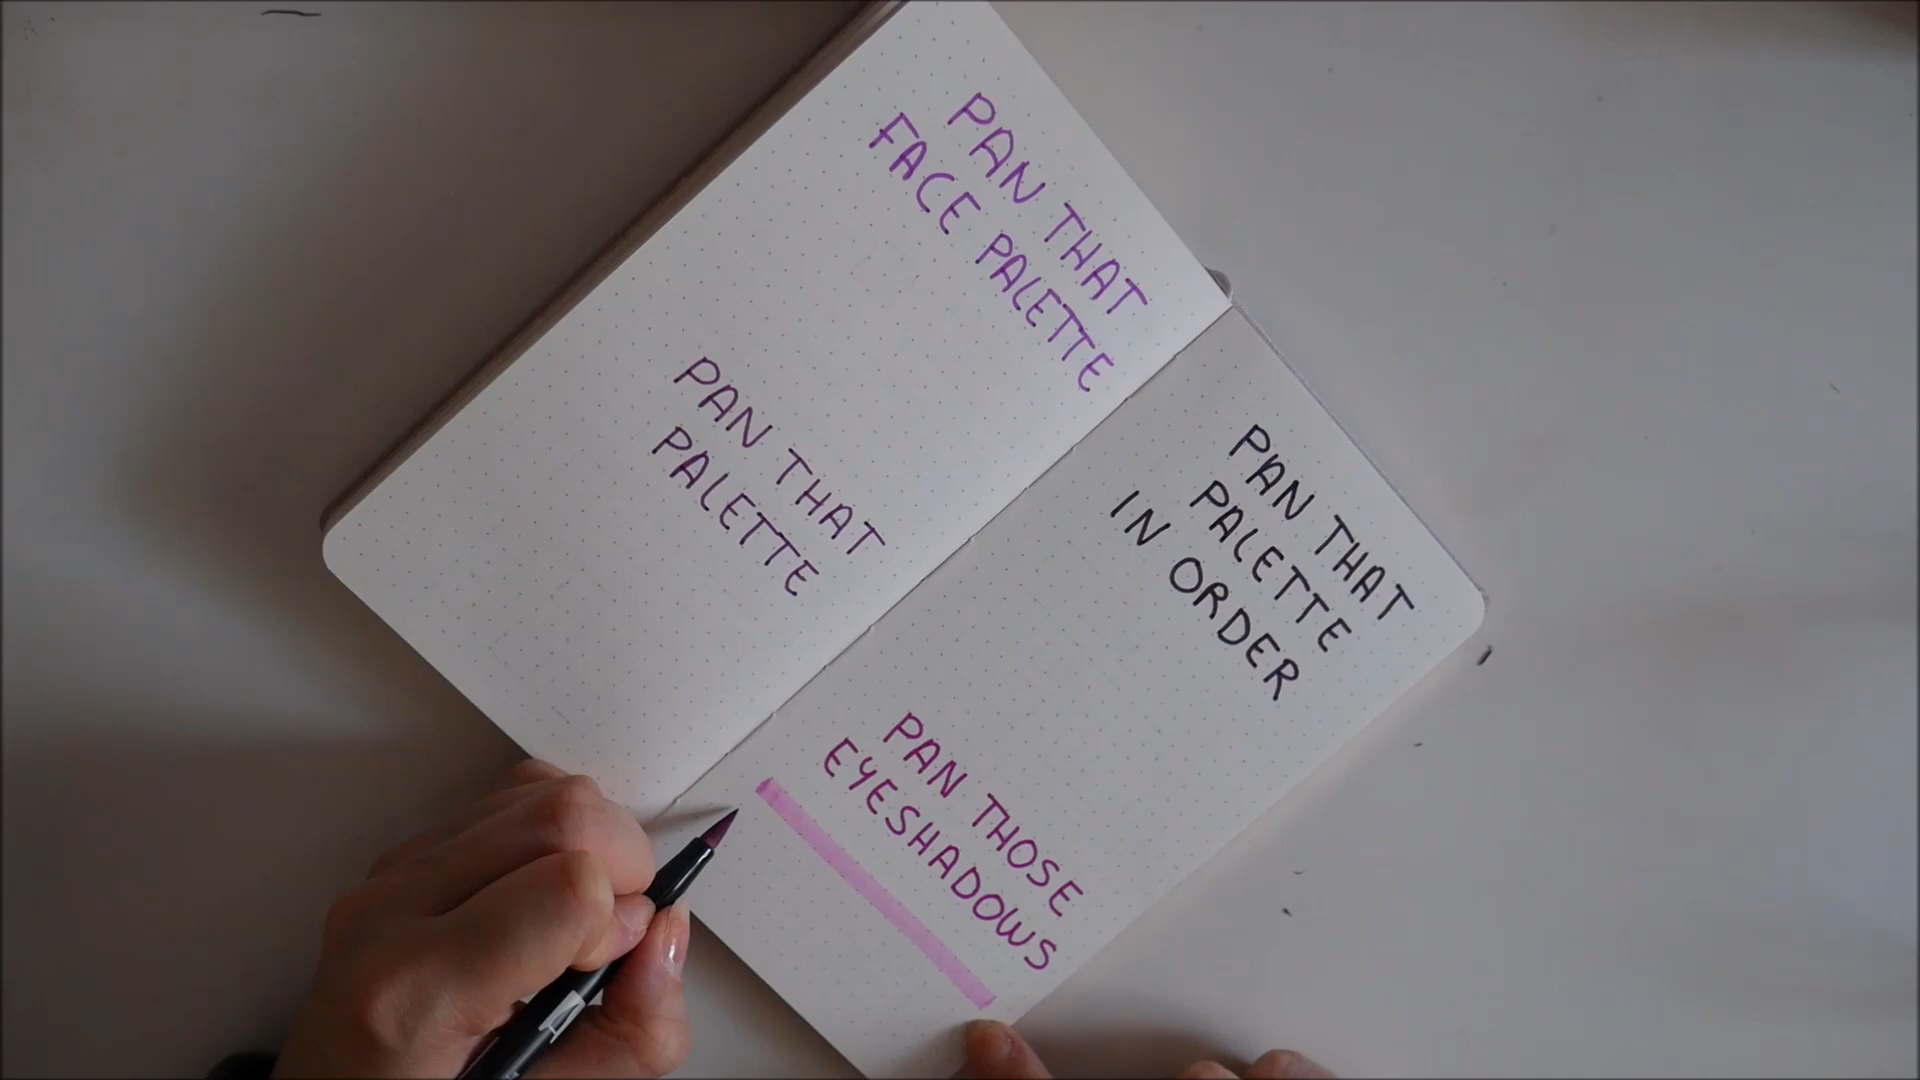 PAN THAT
FACE PALETTE
PAN THAT
PALETTE
PAN THAT
PALETTE
IN ORDER
PAN THOSE
EYESHADOWS